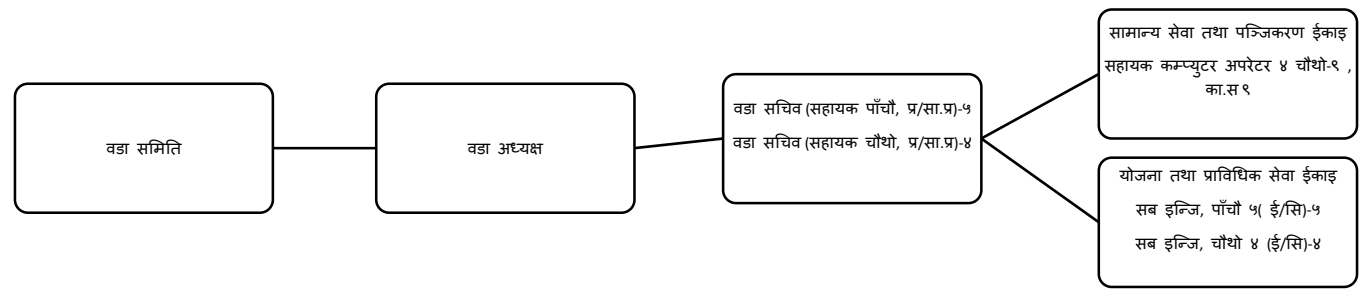 वडा समिति
वडा अध्यक्ष
वडा सचिव (सहायक पाँचौ, प्र/सा.प्र)-५
वडा सचिव (सहायक चौथो, प्र/सा.प्र)-४
सामान्य सेवा तथा पञ्जिकरण ईकाइ
सहायक कम्प्युटर अपरेटर ४ चौथो-९ ,
का.स ९
योजना तथा प्राविधिक सेवा ईकाइ
सब इन्जि, पाँचौ ५( ई/सि)-५
सब इन्जि, चौथो ४ (ई/सि)-४